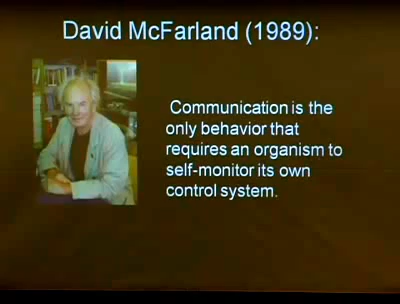 David McFarland (1989):
Communication is the
only behavior that
requires an organism to
self-monitor its own
control system.